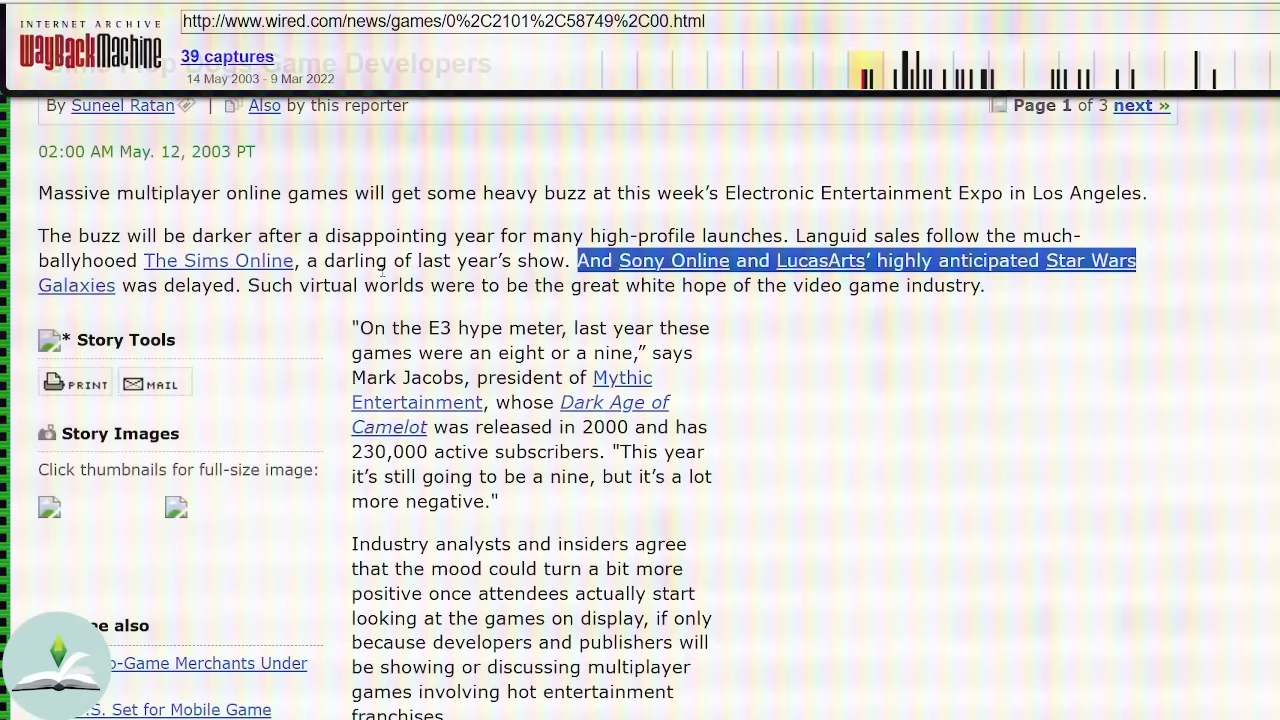 INTERNET ARCHIVE
WayBackMachine
http://www.wired.com/news/games/0%2C2101%2C58749%2C00.html
39 captures
14 May 2003 - 9 Mar 2022
Game Developers
By Suneel Ratan | Also by this reporter
Page 1 of 3 next »
02:00 AM May. 12, 2003 PT
Massive multiplayer online games will get some heavy buzz at this week’s Electronic Entertainment Expo in Los Angeles.
The buzz will be darker after a disappointing year for many high-profile launches. Languid sales follow the much-
ballyhooed The Sims Online, a darling of last year’s show. And Sony Online and LucasArts’ highly anticipated Star Wars
Galaxies was delayed. Such virtual worlds were to be the great white hope of the video game industry.
* Story Tools
PRINT MAIL
Story Images
Click thumbnails for full-size image:
also
-Game Merchants Under
Set for Mobile Game
"On the E3 hype meter, last year these
games were an eight or a nine,” says
Mark Jacobs, president of Mythic
Entertainment, whose Dark Age of
Camelot was released in 2000 and has
230,000 active subscribers. "This year
it’s still going to be a nine, but it’s a lot
more negative."
Industry analysts and insiders agree
that the mood could turn a bit more
positive once attendees actually start
looking at the games on display, if only
because developers and publishers will
be showing or discussing multiplayer
games involving hot entertainment
franchises.